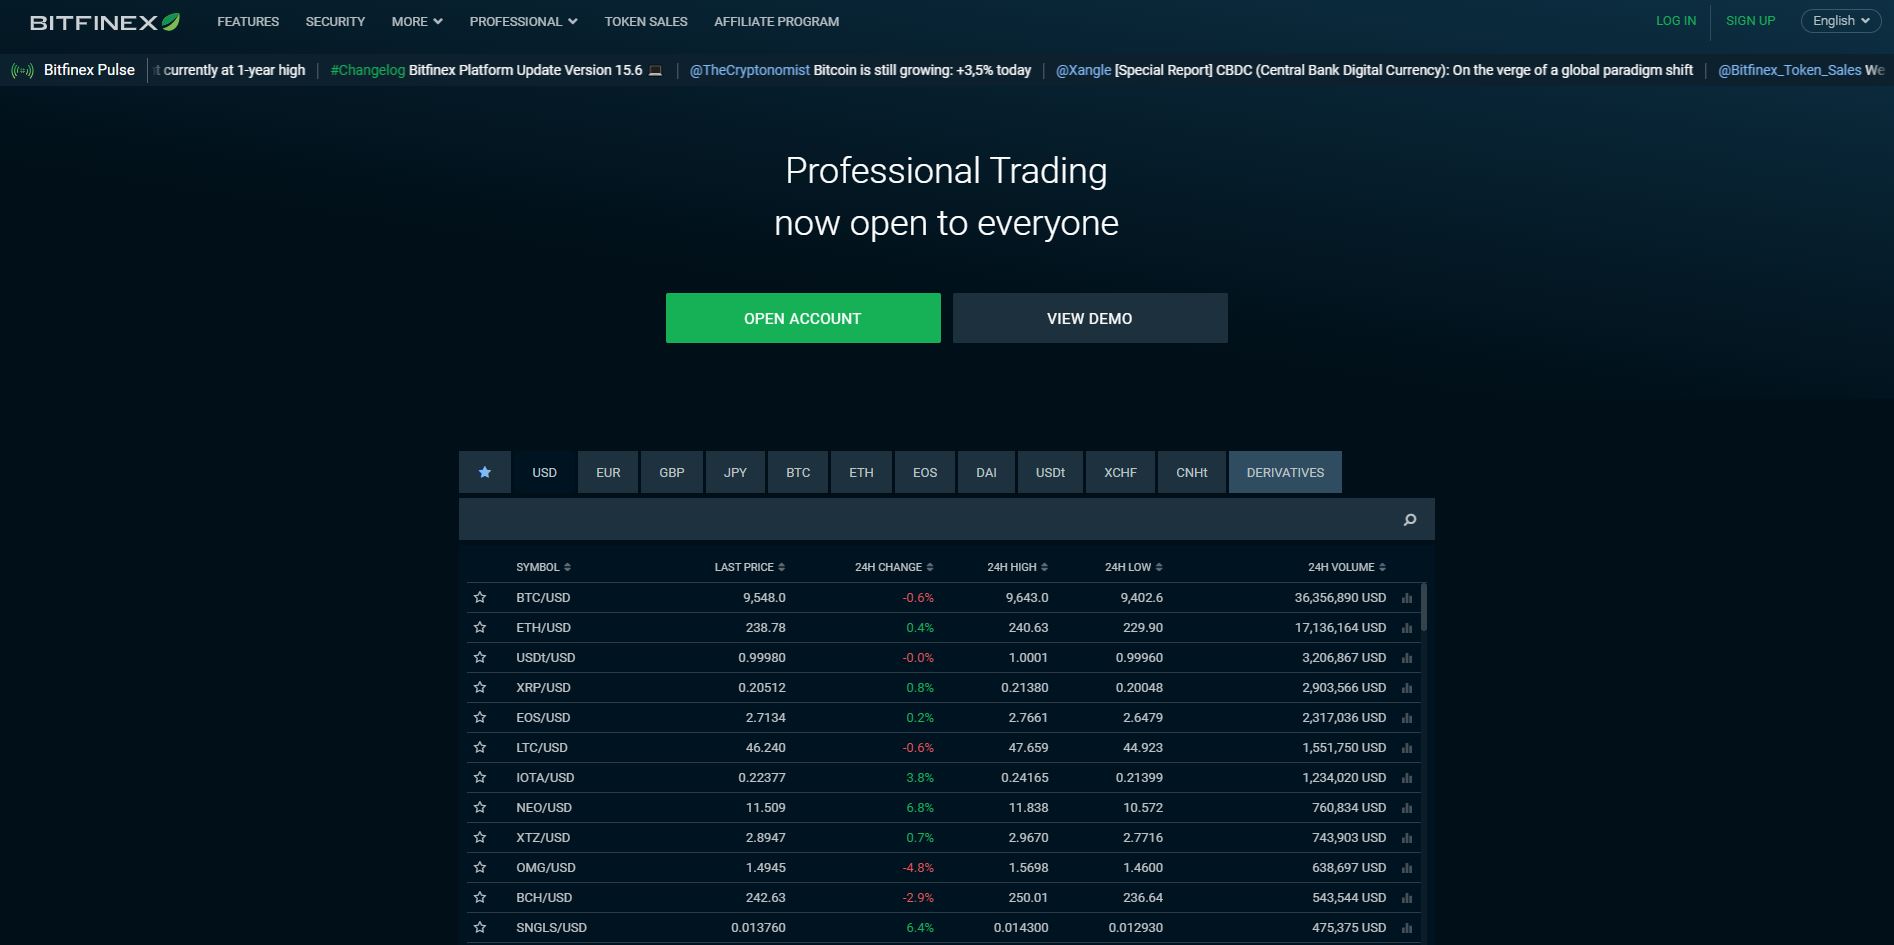 BITFINEX FEATURES SECURITY MORE PROFESSIONAL TOKEN SALES AFFILIATE PROGRAM LOG IN SIGN UP English
Bitfinex Pulse currently at 1-year high #Changelog Bitfinex Platform Update Version 15.6 @TheCryptonomist Bitcoin is still growing: +3,5% today @Xangle [Special Report] CBDC (Central Bank Digital Currency): On the verge of a global paradigm shift @Bitfinex_Token_Sales We
Professional Trading
now open to everyone
OPEN ACCOUNT VIEW DEMO
USD EUR GBP JPY BTC ETH EOS DAI USDt XCHF CNHt DERIVATIVES
SYMBOL LAST PRICE 24H CHANGE 24H HIGH 24H LOW 24H VOLUME
BTC/USD 9,548.0 -0.6% 9,643.0 9,402.6 36,356,890 USD
ETH/USD 238.78 0.4% 240.63 229.90 17,136,164 USD
USDt/USD 0.99980 -0.0% 1.0001 0.99960 3,206,867 USD
XRP/USD 0.20512 0.8% 0.21380 0.20048 2,903,566 USD
EOS/USD 2.7134 0.2% 2.7661 2.6479 2,317,036 USD
LTC/USD 46.240 -0.6% 47.659 44.923 1,551,750 USD
IOTA/USD 0.22377 3.8% 0.24165 0.21399 1,234,020 USD
NEO/USD 11.509 6.8% 11.838 10.572 760,834 USD
XTZ/USD 2.8947 0.7% 2.9670 2.7716 743,903 USD
OMG/USD 1.4945 -4.8% 1.5698 1.4600 638,697 USD
BCH/USD 242.63 -2.9% 250.01 236.64 543,544 USD
SNGLS/USD 0.013760 6.4% 0.014300 0.012930 475,375 USD